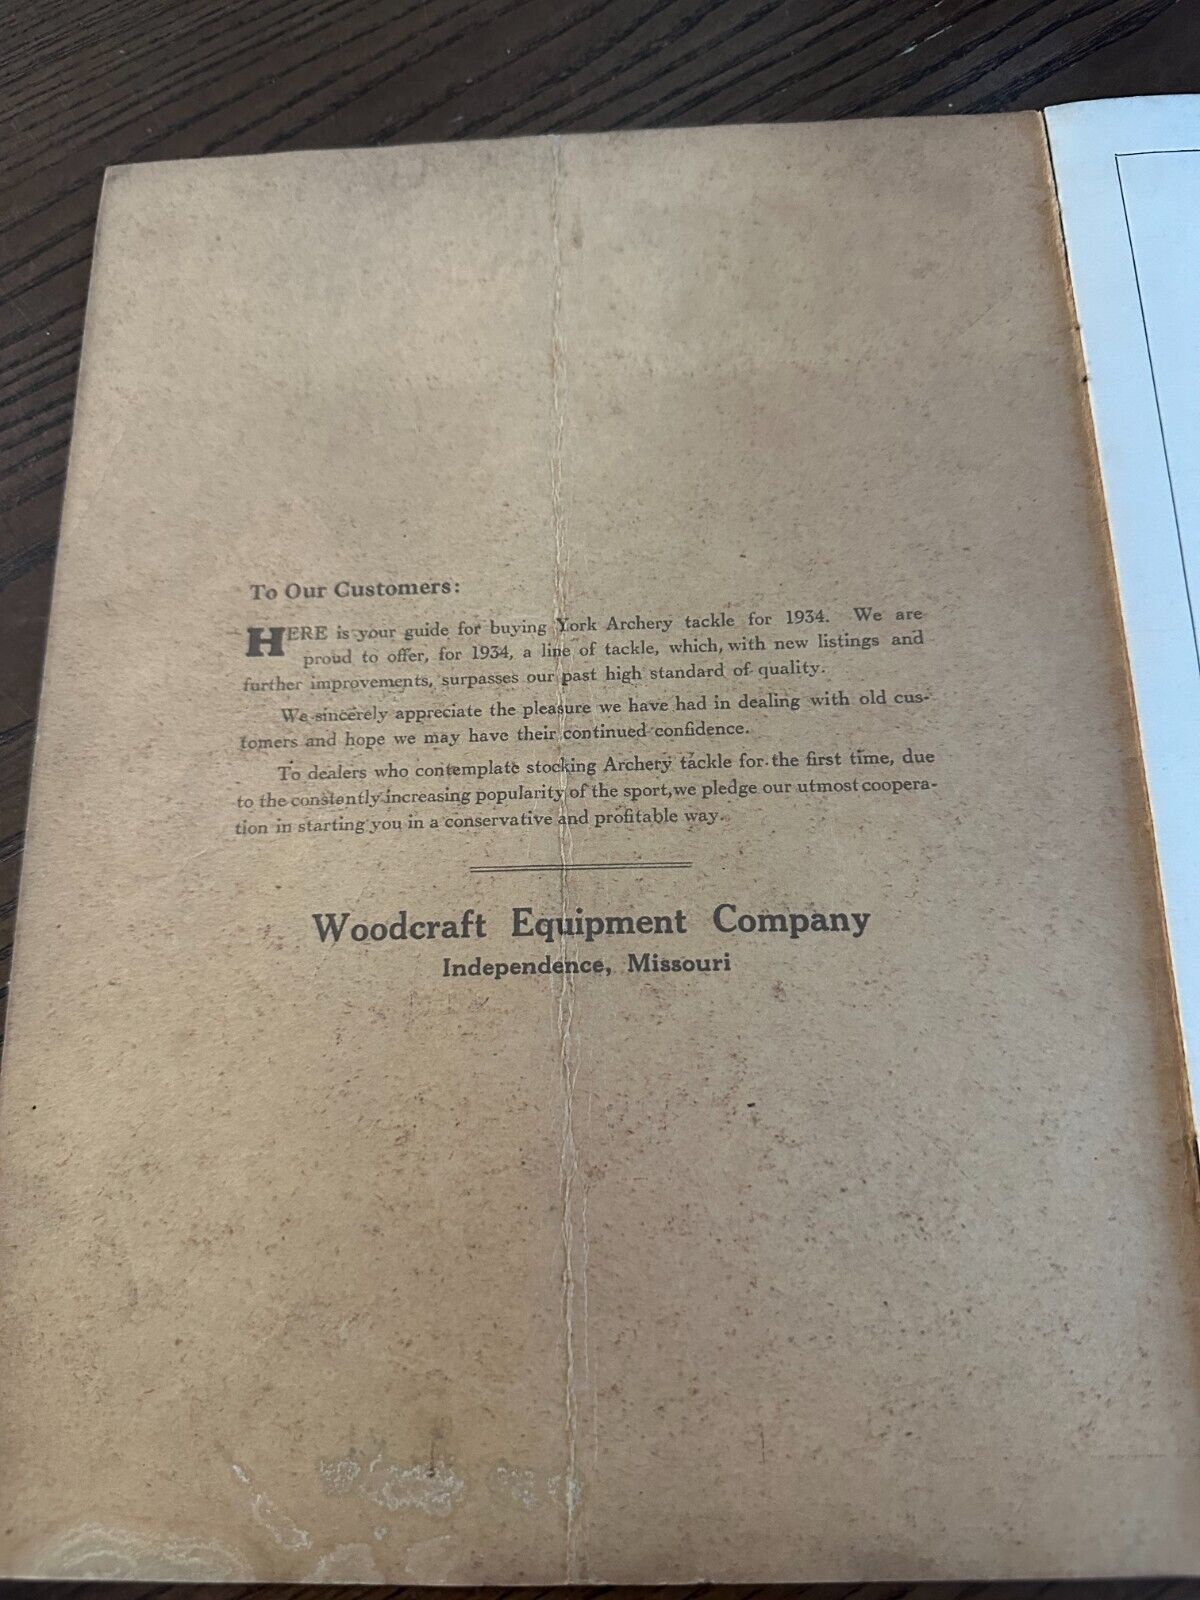 To Our Customers:
HERE is your guide for buying York Archery tackle for 1934. We are
proud to offer, for 1934, a line of tackle, which, with new listings and
further improvements, surpasses our past high standard of quality.
We sincerely appreciate the pleasure we have had in dealing with old cus-
tomers and hope we may have their continued confidence.
To dealers who contemplate stocking Archery tackle for the first time, due
to the constently increasing popularity of the sport, we pledge our utmost coopera-
tion in starting you in a conservative and profitable way.
Woodcraft Equipment Company
Independence, Missouri